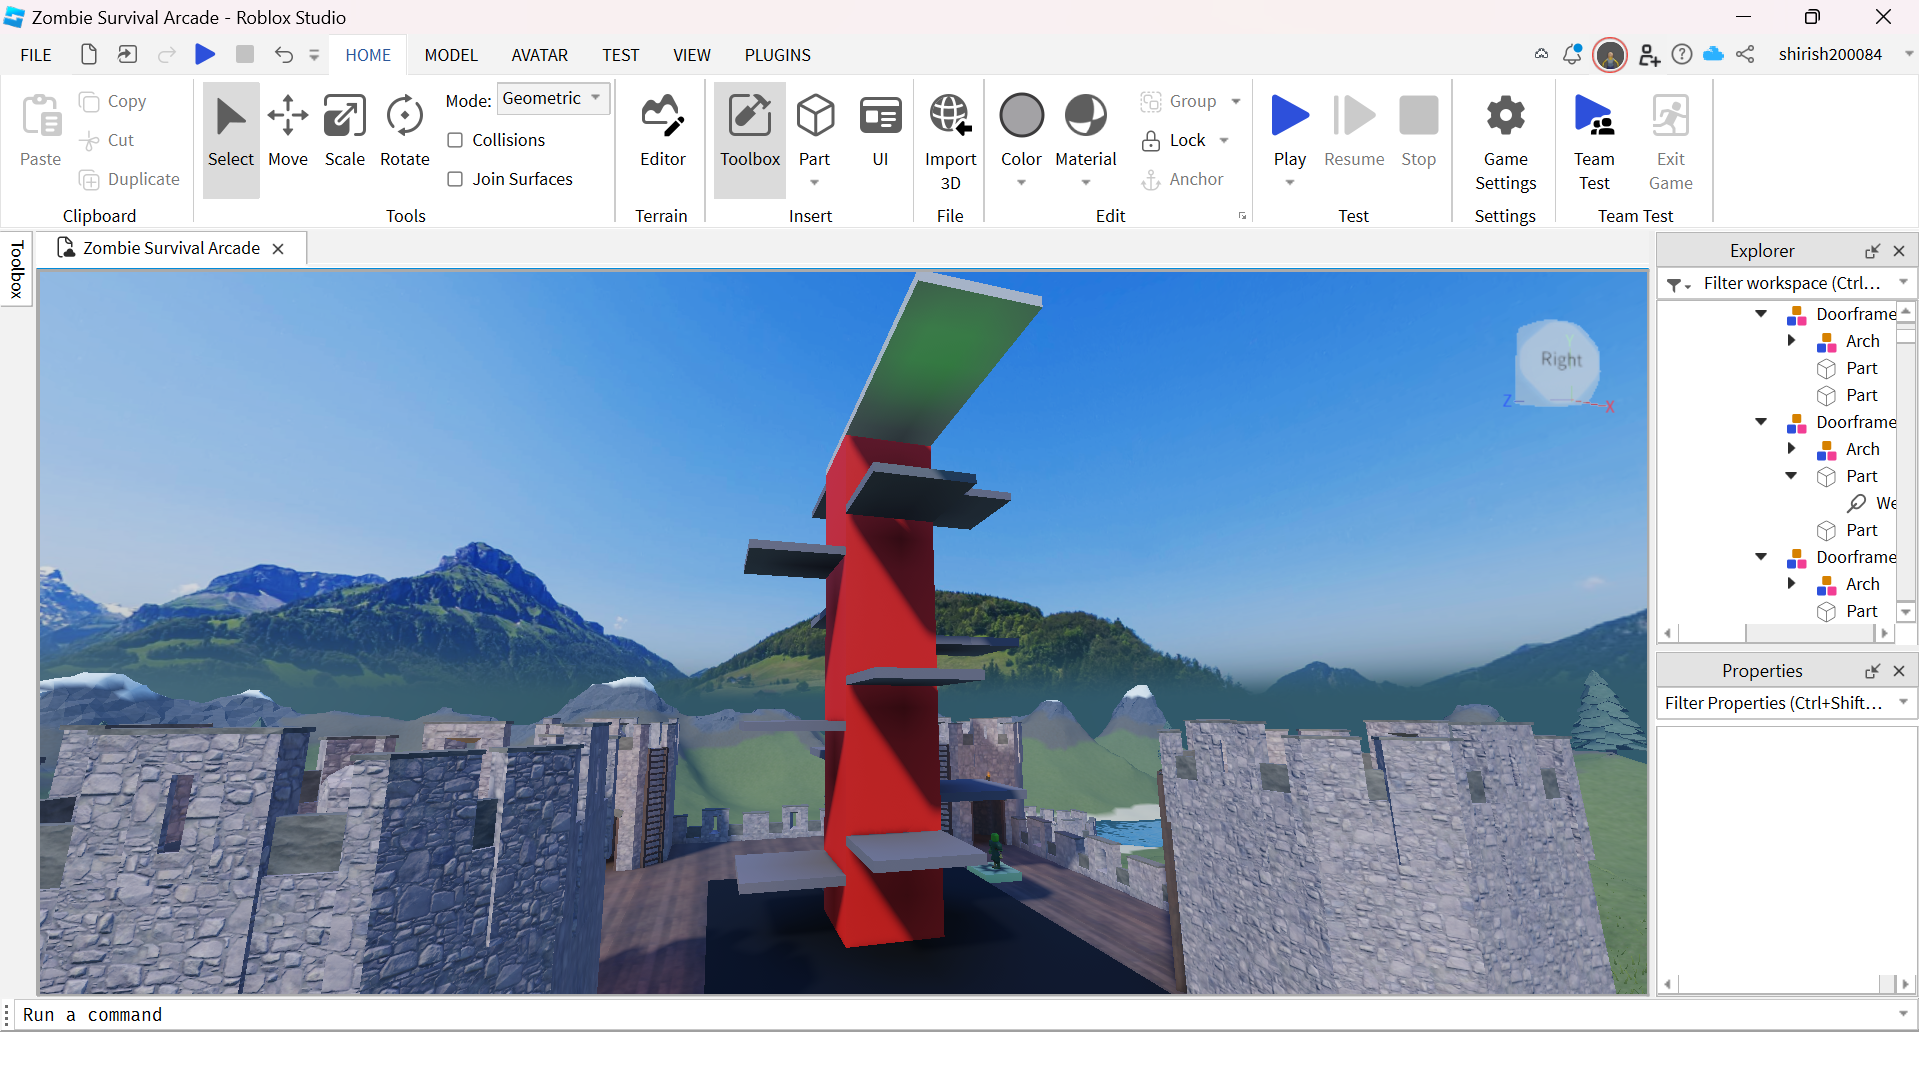 Zombie Survival Arcade - Roblox Studio
FILE HOME MODEL AVATAR TEST VIEW PLUGINS shirish200084
Paste Copy Cut Duplicate
Clipboard
Select Move Scale Rotate
Mode: Geometric
Collisions
Join Surfaces
Tools
Editor
Terrain
Toolbox Part UI
Insert
Import 3D
File
Color Material
Group
Lock
Anchor
Edit
Play Resume Stop
Test
Game Settings
Settings
Team Test
Exit Game
Team Test
Toolbox
Zombie Survival Arcade
Right
Y
Z
X
Explorer
Filter workspace (Ctrl...
Doorframe
Arch
Part
Part
Doorframe
Arch
Part
We
Part
Doorframe
Arch
Part
Properties
Filter Properties (Ctrl+Shift...
Run a command